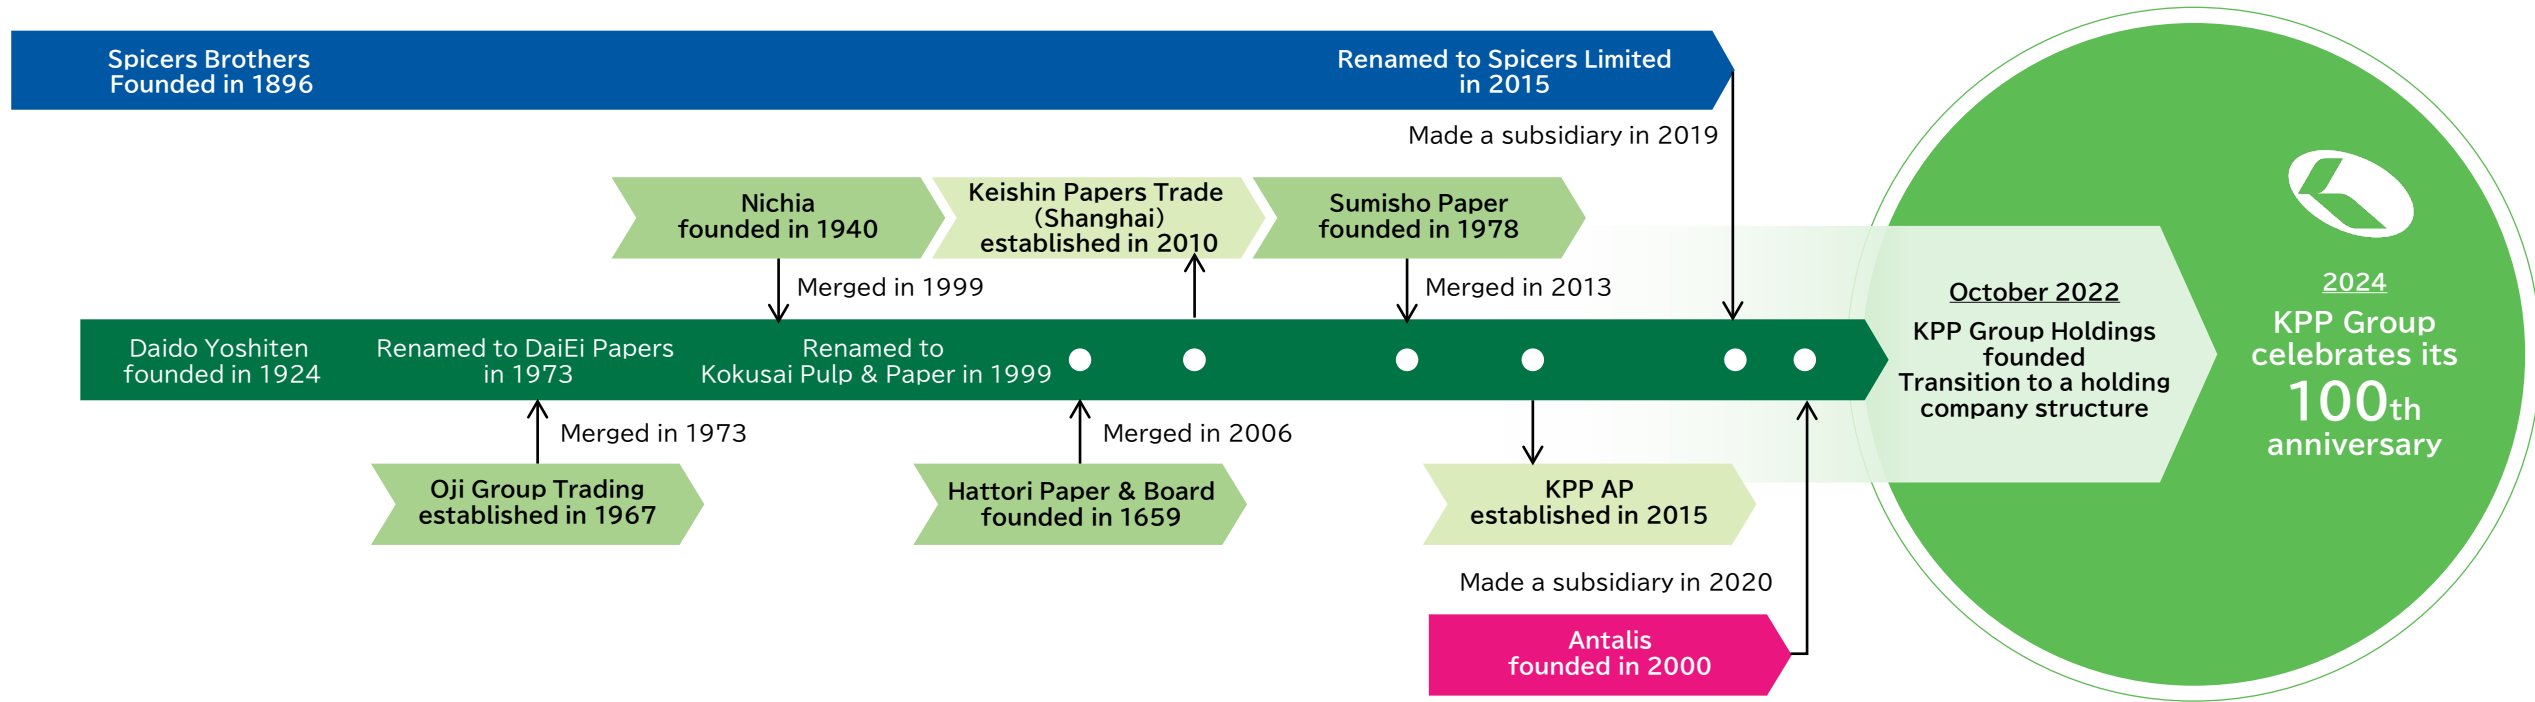 Spicers Brothers
Founded in 1896
Renamed to Spicers Limited
in 2015
Made a subsidiary in 2019
Nichia
founded in 1940
Keishin Papers Trade
(Shanghai)
established in 2010
Sumisho Paper
founded in 1978
Merged in 1999
Merged in 2013
Daido Yoshiten
founded in 1924
Renamed to DaiEi Papers
in 1973
Renamed to
Kokusai Pulp & Paper in 1999
Merged in 1973
Merged in 2006
Oji Group Trading
established in 1967
Hattori Paper & Board
founded in 1659
KPP AP
established in 2015
Made a subsidiary in 2020
Antalis
founded in 2000
October 2022
KPP Group Holdings
founded
Transition to a holding
company structure
2024
KPP Group
celebrates its
100th
anniversary